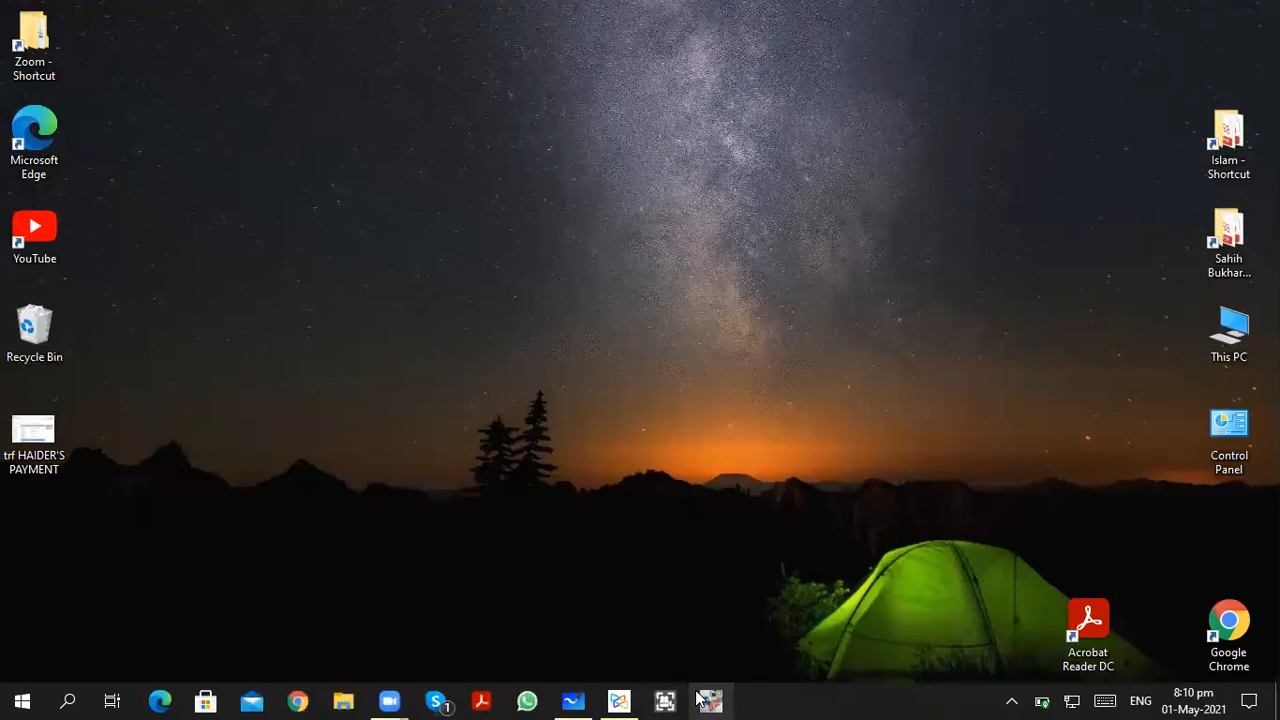 Zoom -
Shortcut
Microsoft
Edge
YouTube
Recycle Bin
trf HAIDER'S
PAYMENT
Islam -
Shortcut
Sahih
Bukhar...
This PC
Control
Panel
Acrobat
Reader DC
Google
Chrome
1
ENG
8:10 pm
01-May-2021